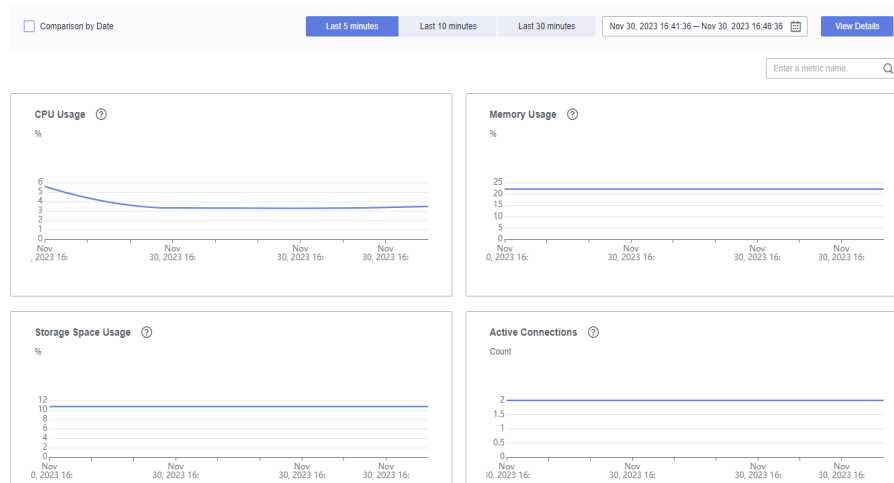 Comparison by Date
Last 5 minutes
Last 10 minutes
Last 30 minutes
Nov 30, 2023 16:41:36 — Nov 30, 2023 16:46:36
View Details
Enter a metric name.
CPU Usage ?
%
6
5
4
3
2
1
0
Nov Nov Nov Nov
, 2023 16: 30, 2023 16: 30, 2023 16: 30, 2023 16:
Memory Usage ?
%
25
20
15
10
5
0
Nov Nov Nov Nov
0, 2023 16: 30, 2023 16: 30, 2023 16: 30, 2023 16:
Storage Space Usage ?
%
12
10
8
6
4
2
0
Nov Nov Nov Nov
0, 2023 16: 30, 2023 16: 30, 2023 16: 30, 2023 16:
Active Connections ?
Count
2
1.5
1
0.5
0
Nov Nov Nov Nov
0, 2023 16: 30, 2023 16: 30, 2023 16: 30, 2023 16: